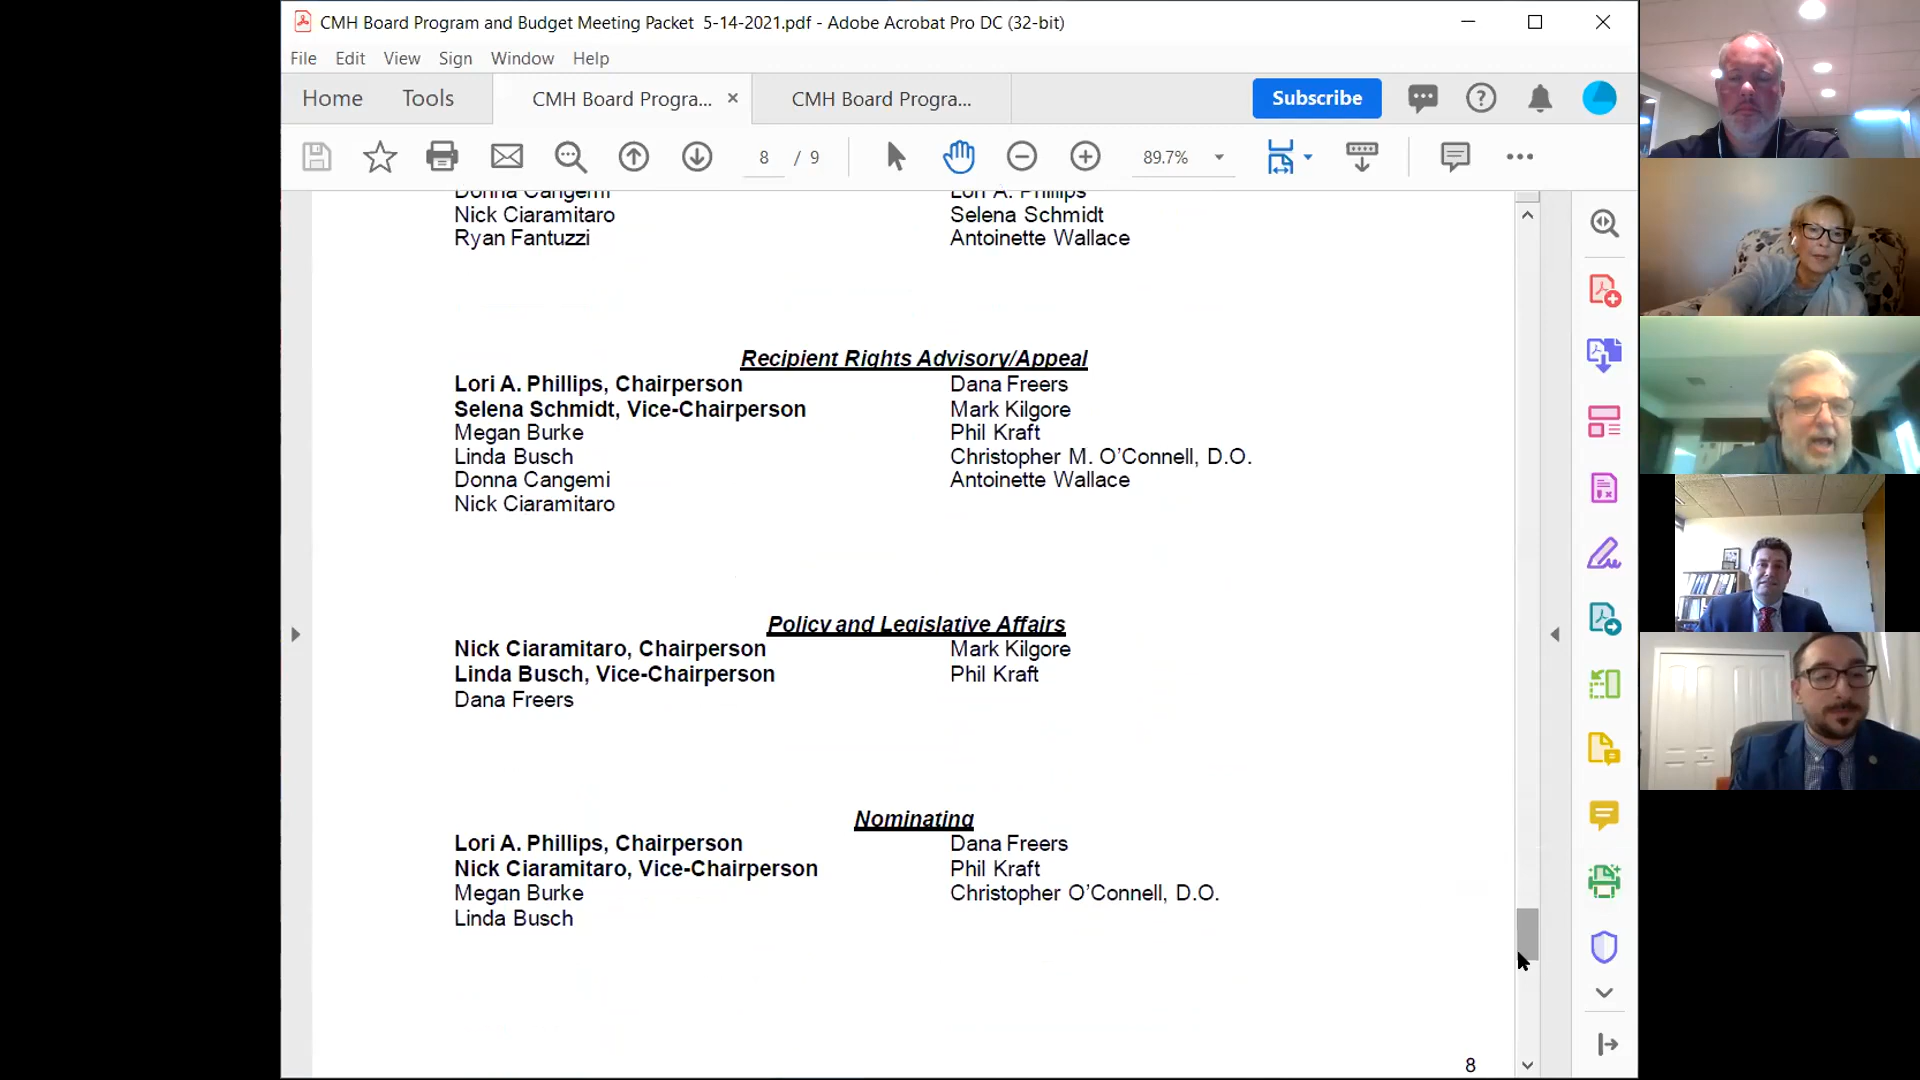 CMH Board Program and Budget Meeting Packet 5-14-2021.pdf - Adobe Acrobat Pro DC (32-bit)
File Edit View Sign Window Help
Home Tools CMH Board Progra... × CMH Board Progra... Subscribe
8 / 9 89.7%
Donna Cangemi Lori A. Phillips
Nick Ciaramitaro Selena Schmidt
Ryan Fantuzzi Antoinette Wallace
Recipient Rights Advisory/Appeal
Lori A. Phillips, Chairperson Dana Freers
Selena Schmidt, Vice-Chairperson Mark Kilgore
Megan Burke Phil Kraft
Linda Busch Christopher M. O’Connell, D.O.
Donna Cangemi Antoinette Wallace
Nick Ciaramitaro
Policy and Legislative Affairs
Nick Ciaramitaro, Chairperson Mark Kilgore
Linda Busch, Vice-Chairperson Phil Kraft
Dana Freers
Nominating
Lori A. Phillips, Chairperson Dana Freers
Nick Ciaramitaro, Vice-Chairperson Phil Kraft
Megan Burke Christopher O’Connell, D.O.
Linda Busch
8